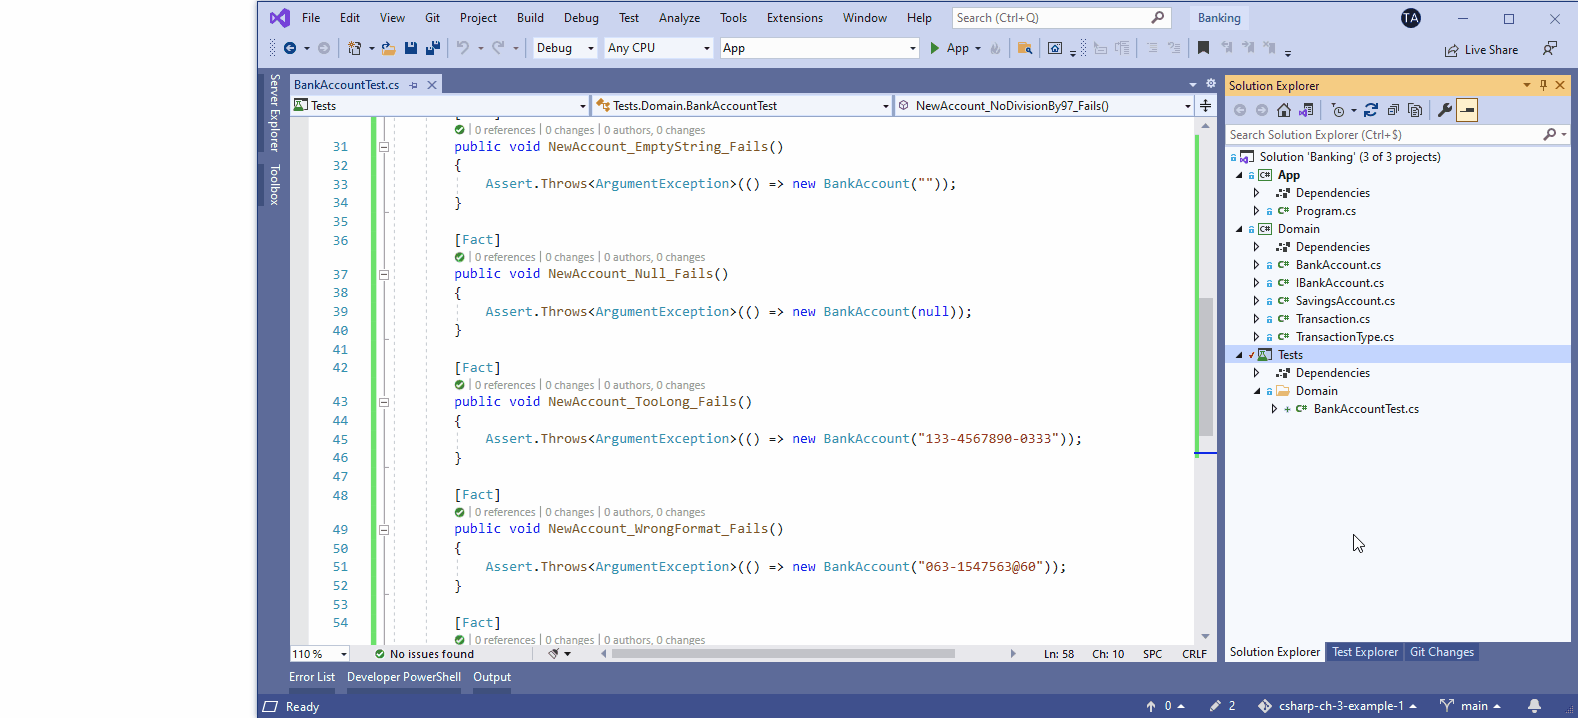 File Edit View Git Project Build Debug Test Analyze Tools Extensions Window Help Search (Ctrl+Q) Banking TA
Debug Any CPU App App Live Share
Server Explorer
Toolbox
BankAccountTest.cs
Tests Tests.Domain.BankAccountTest NewAccount_NoDivisionBy97_Fails()
0 references | 0 changes | 0 authors, 0 changes
31 public void NewAccount_EmptyString_Fails()
32 {
33 Assert.Throws<ArgumentException>(() => new BankAccount(""));
34 }
35
36 [Fact]
0 references | 0 changes | 0 authors, 0 changes
37 public void NewAccount_Null_Fails()
38 {
39 Assert.Throws<ArgumentException>(() => new BankAccount(null));
40 }
41
42 [Fact]
0 references | 0 changes | 0 authors, 0 changes
43 public void NewAccount_TooLong_Fails()
44 {
45 Assert.Throws<ArgumentException>(() => new BankAccount("133-4567890-0333"));
46 }
47
48 [Fact]
0 references | 0 changes | 0 authors, 0 changes
49 public void NewAccount_WrongFormat_Fails()
50 {
51 Assert.Throws<ArgumentException>(() => new BankAccount("063-1547563@60"));
52 }
53
54 [Fact]
0 references | 0 changes | 0 authors, 0 changes
110 % No issues found Ln: 58 Ch: 10 SPC CRLF
Solution Explorer
Search Solution Explorer (Ctrl+$)
Solution 'Banking' (3 of 3 projects)
C# App
Dependencies
C# Program.cs
C# Domain
Dependencies
C# BankAccount.cs
C# IBankAccount.cs
C# SavingsAccount.cs
C# Transaction.cs
C# TransactionType.cs
Tests
Dependencies
Domain
+ C# BankAccountTest.cs
Solution Explorer Test Explorer Git Changes
Error List Developer PowerShell Output
Ready 0 2 csharp-ch-3-example-1 main